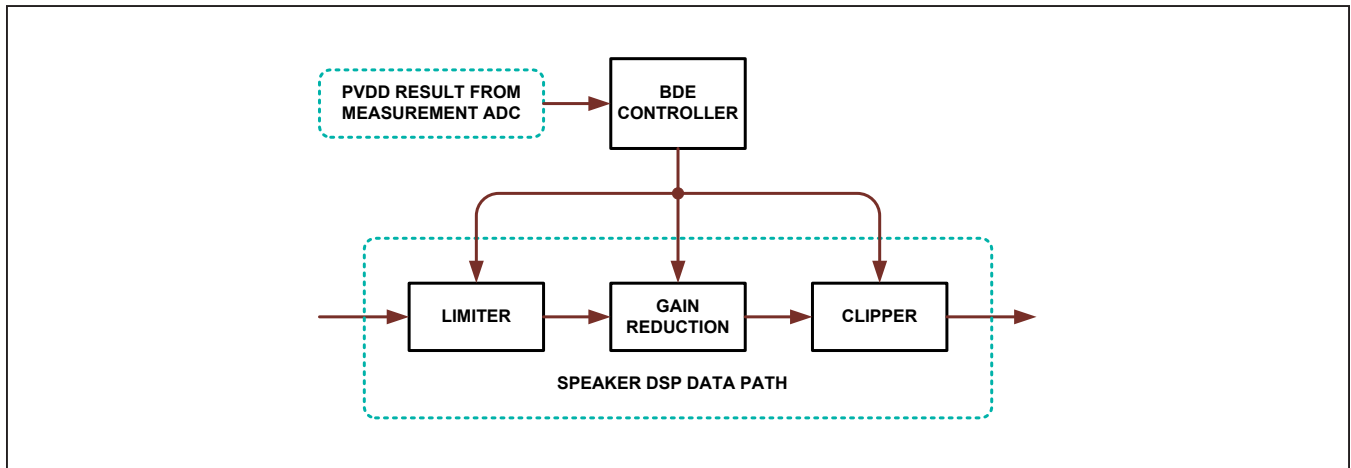 PVDD RESULT FROM
MEASUREMENT ADC
BDE
CONTROLLER
LIMITER
GAIN
REDUCTION
CLIPPER
SPEAKER DSP DATA PATH